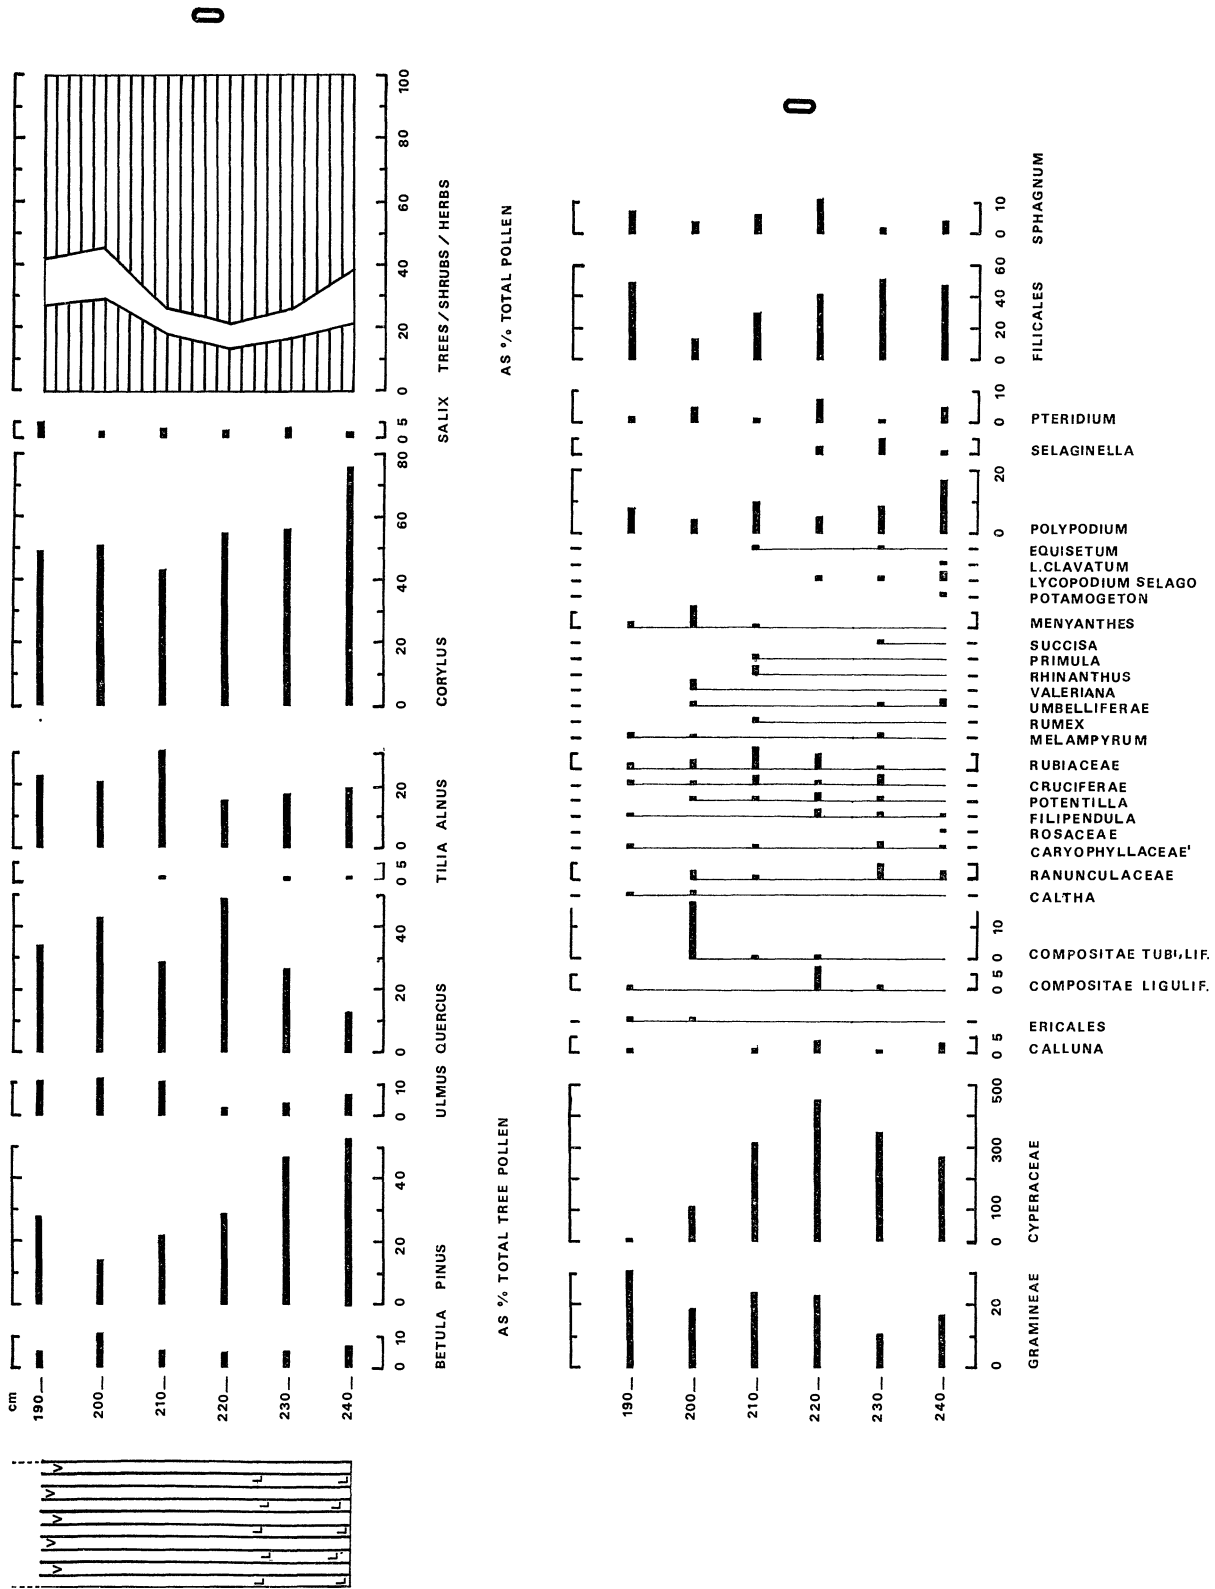 O
cm
190
200
210
220
230
240
BETULA
PINUS
ULMUS
QUERCUS
TILIA
ALNUS
CORYLUS
SALIX
TREES/SHRUBS/HERBS
0 10
0 20 40
0 10
0 20 40
0 5
0 20
0 20 40 60 80
0 5
0 20 40 60 80 100
AS % TOTAL TREE POLLEN
AS % TOTAL POLLEN
V V V V V
L L L L L
L L L L L
O
190
200
210
220
230
240
0 20
0 100 300 500
0 5
0 5
0 10
0 20
0 10
0 20 40 60
0 10
SPHAGNUM
FILICALES
PTERIDIUM
SELAGINELLA
POLYPODIUM
EQUISETUM
L.CLAVATUM
LYCOPODIUM SELAGO
POTAMOGETON
MENYANTHES
SUCCISA
PRIMULA
RHINANTHUS
VALERIANA
UMBELLIFERAE
RUMEX
MELAMPYRUM
RUBIACEAE
CRUCIFERAE
POTENTILLA
FILIPENDULA
ROSACEAE
CARYOPHYLLACEAE'
RANUNCULACEAE
CALTHA
COMPOSITAE TUBULIF.
COMPOSITAE LIGULIF.
ERICALES
CALLUNA
CYPERACEAE
GRAMINEAE